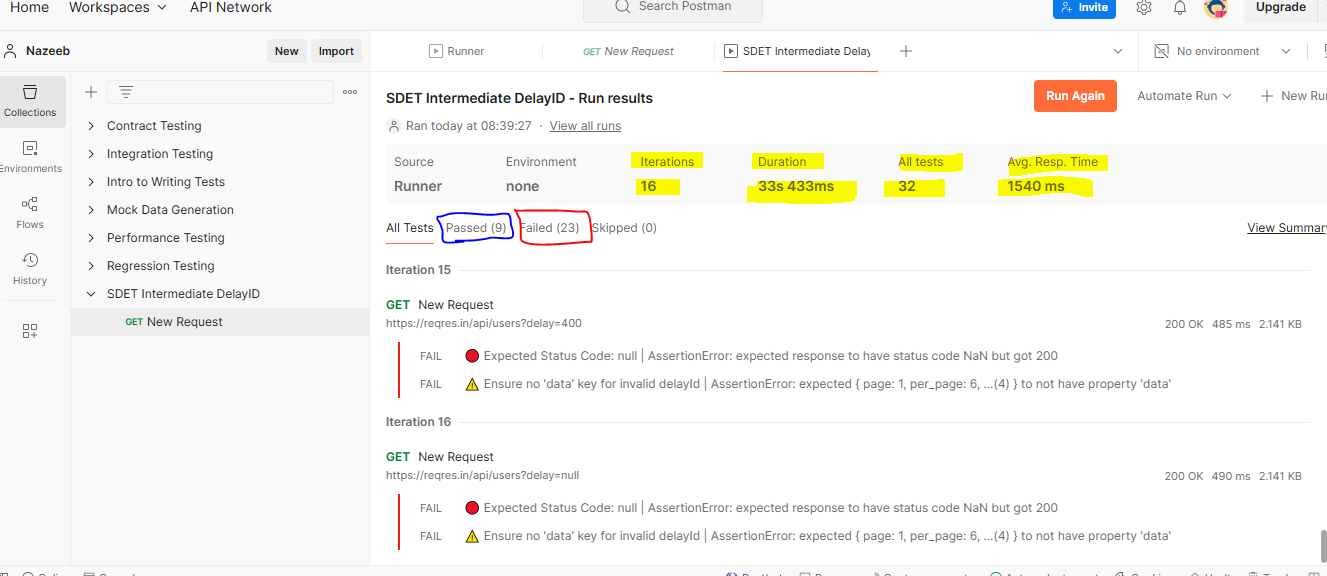 Home Workspaces API Network Search Postman Invite Upgrade
Nazeeb New Import Runner GET New Request SDET Intermediate Delay No environment
Collections
Environments
Flows
History
Contract Testing
Integration Testing
Intro to Writing Tests
Mock Data Generation
Performance Testing
Regression Testing
SDET Intermediate DelayID
GET New Request
SDET Intermediate DelayID - Run results Run Again Automate Run New Run
Ran today at 08:39:27 · View all runs
Source Environment Iterations Duration All tests Avg. Resp. Time
Runner none 16 33s 433ms 32 1540 ms
All Tests Passed (9) Failed (23) Skipped (0) View Summary
Iteration 15
GET New Request
https://reqres.in/api/users?delay=400 200 OK 485 ms 2.141 KB
FAIL Expected Status Code: null | AssertionError: expected response to have status code NaN but got 200
FAIL Ensure no 'data' key for invalid delayId | AssertionError: expected { page: 1, per_page: 6, …(4) } to not have property 'data'
Iteration 16
GET New Request
https://reqres.in/api/users?delay=null 200 OK 490 ms 2.141 KB
FAIL Expected Status Code: null | AssertionError: expected response to have status code NaN but got 200
FAIL Ensure no 'data' key for invalid delayId | AssertionError: expected { page: 1, per_page: 6, …(4) } to not have property 'data'